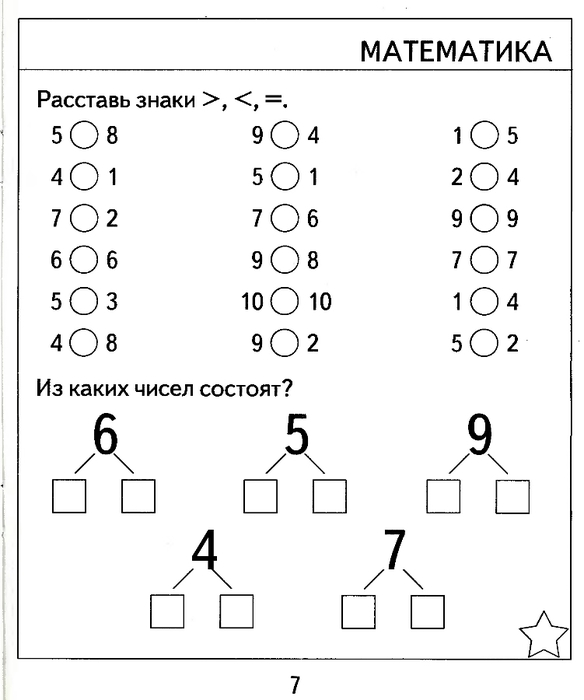 МАТЕМАТИКА
Расставь знаки >, <, =.
5 8 9 4 1 5
4 1 5 1 2 4
7 2 7 6 9 9
6 6 9 8 7 7
5 3 10 10 1 4
4 8 9 2 5 2
Из каких чисел состоят?
6 5 9
4 7
7